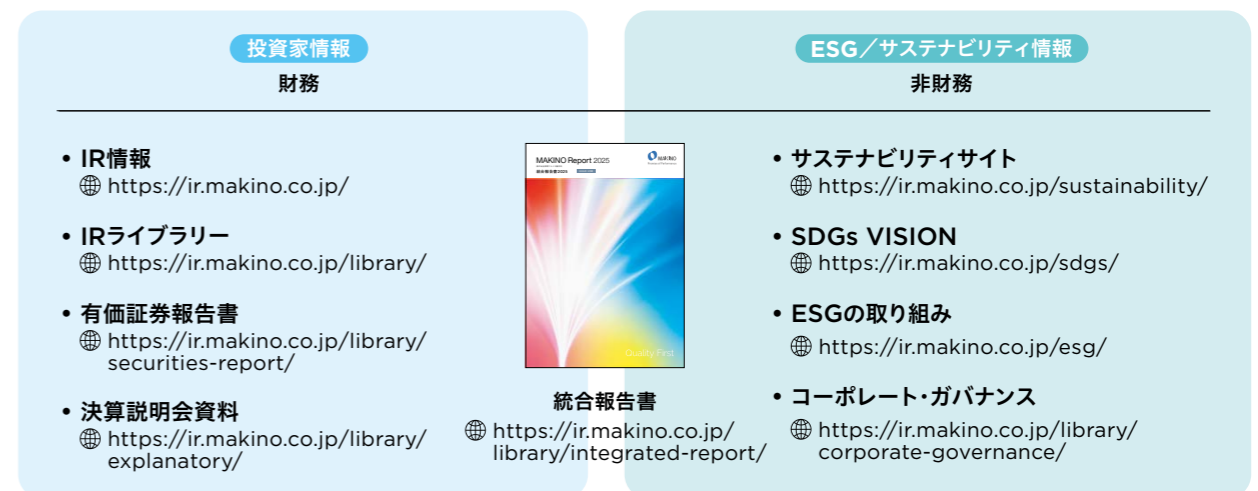 投資家情報
財務
• IR情報
https://ir.makino.co.jp/
• IRライブラリー
https://ir.makino.co.jp/library/
• 有価証券報告書
https://ir.makino.co.jp/library/
securities-report/
• 決算説明会資料
https://ir.makino.co.jp/library/
explanatory/
MAKINO Report 2025
MAKINO
統合報告書2025
Quality First
統合報告書
https://ir.makino.co.jp/
library/integrated-report/
ESG／サステナビリティ情報
非財務
• サステナビリティサイト
https://ir.makino.co.jp/sustainability/
• SDGs VISION
https://ir.makino.co.jp/sdgs/
• ESGの取り組み
https://ir.makino.co.jp/esg/
• コーポレート・ガバナンス
https://ir.makino.co.jp/library/
corporate-governance/